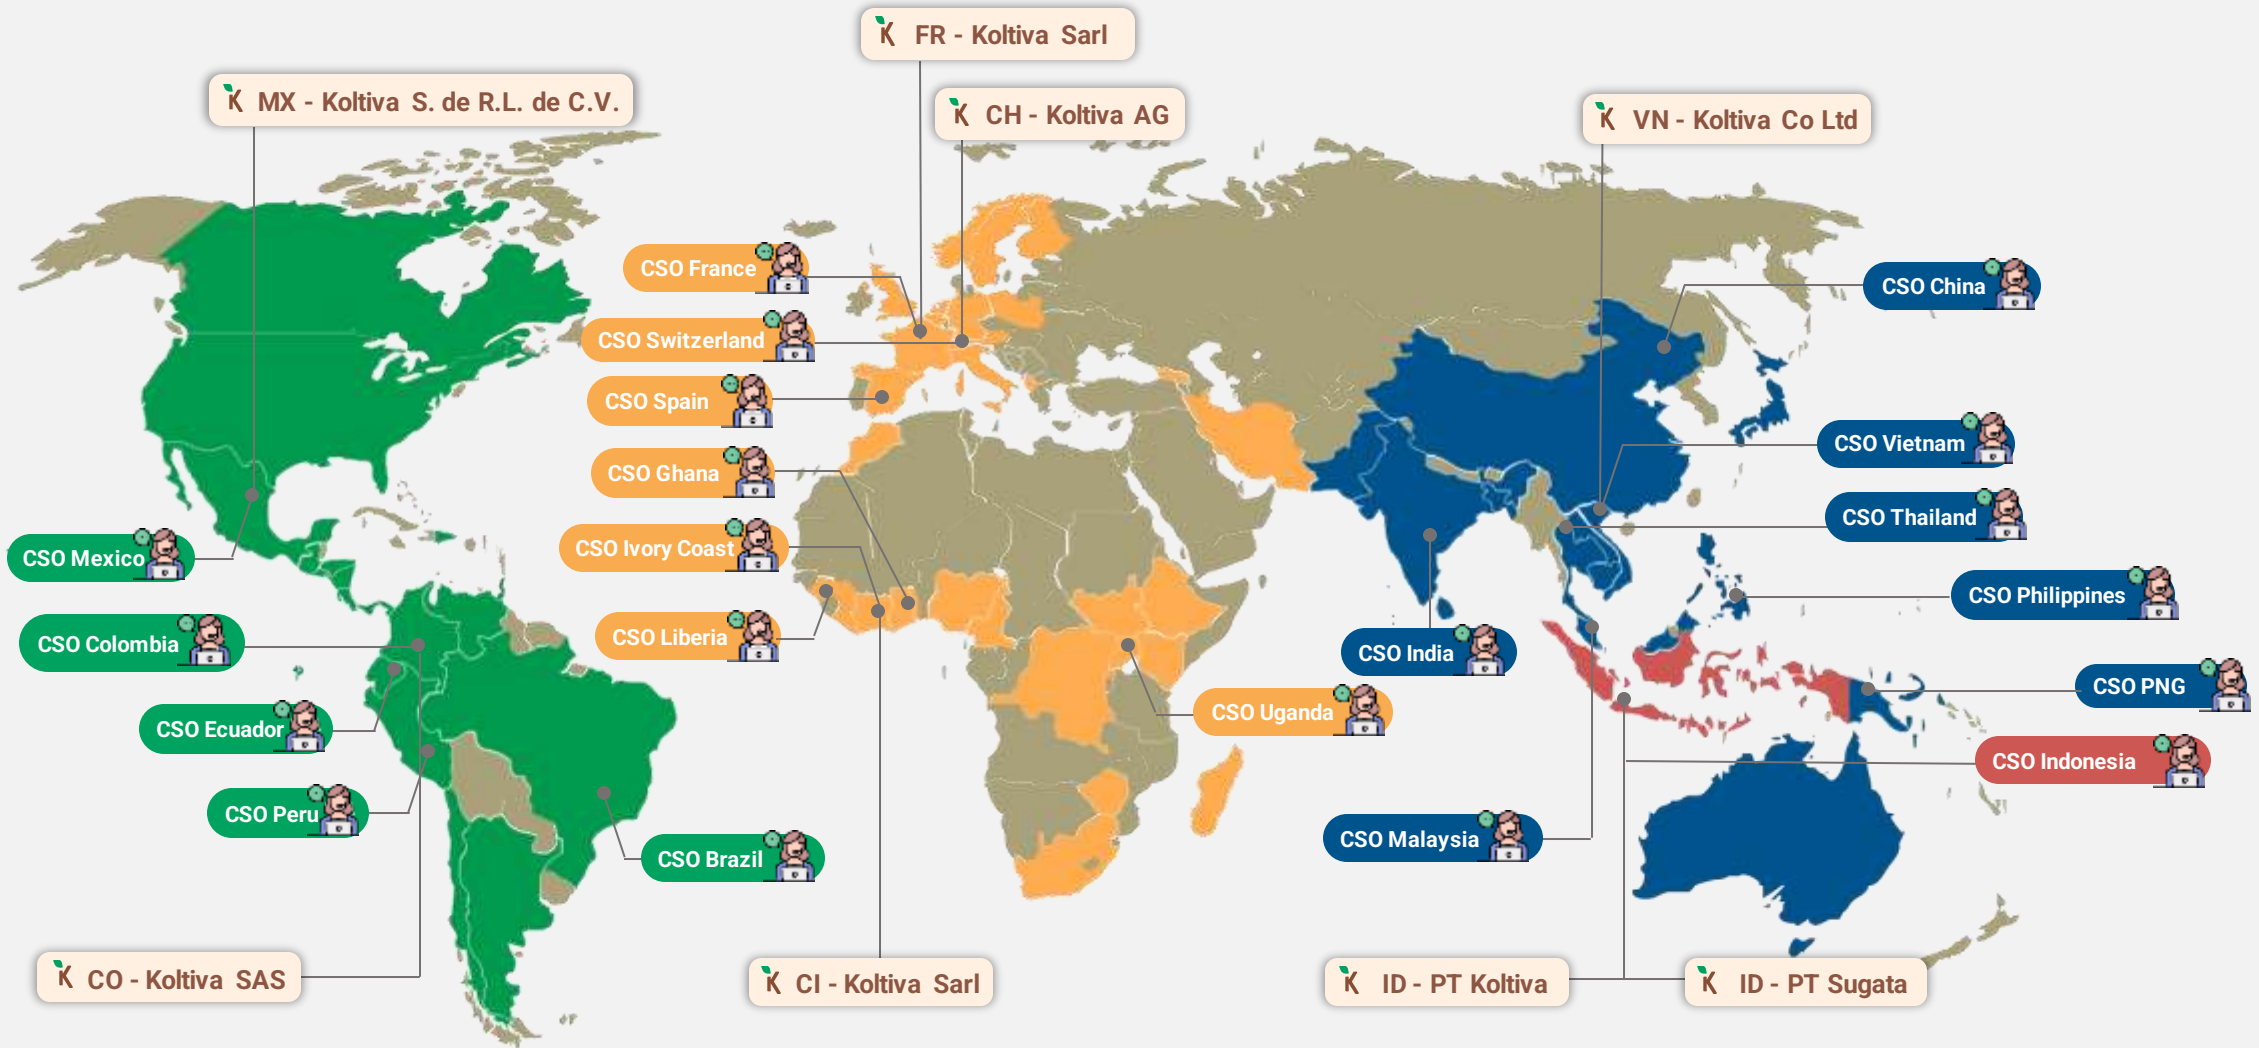 FR - Koltiva Sarl
MX - Koltiva S. de R.L. de C.V.
CH - Koltiva AG
VN - Koltiva Co Ltd
CSO France
CSO China
CSO Switzerland
CSO Spain
CSO Vietnam
CSO Ghana
CSO Thailand
CSO Ivory Coast
CSO Mexico
CSO Philippines
CSO Liberia
CSO Colombia
CSO India
CSO PNG
CSO Uganda
CSO Ecuador
CSO Indonesia
CSO Peru
CSO Malaysia
CSO Brazil
CO - Koltiva SAS
CI - Koltiva Sarl
ID - PT Koltiva
ID - PT Sugata